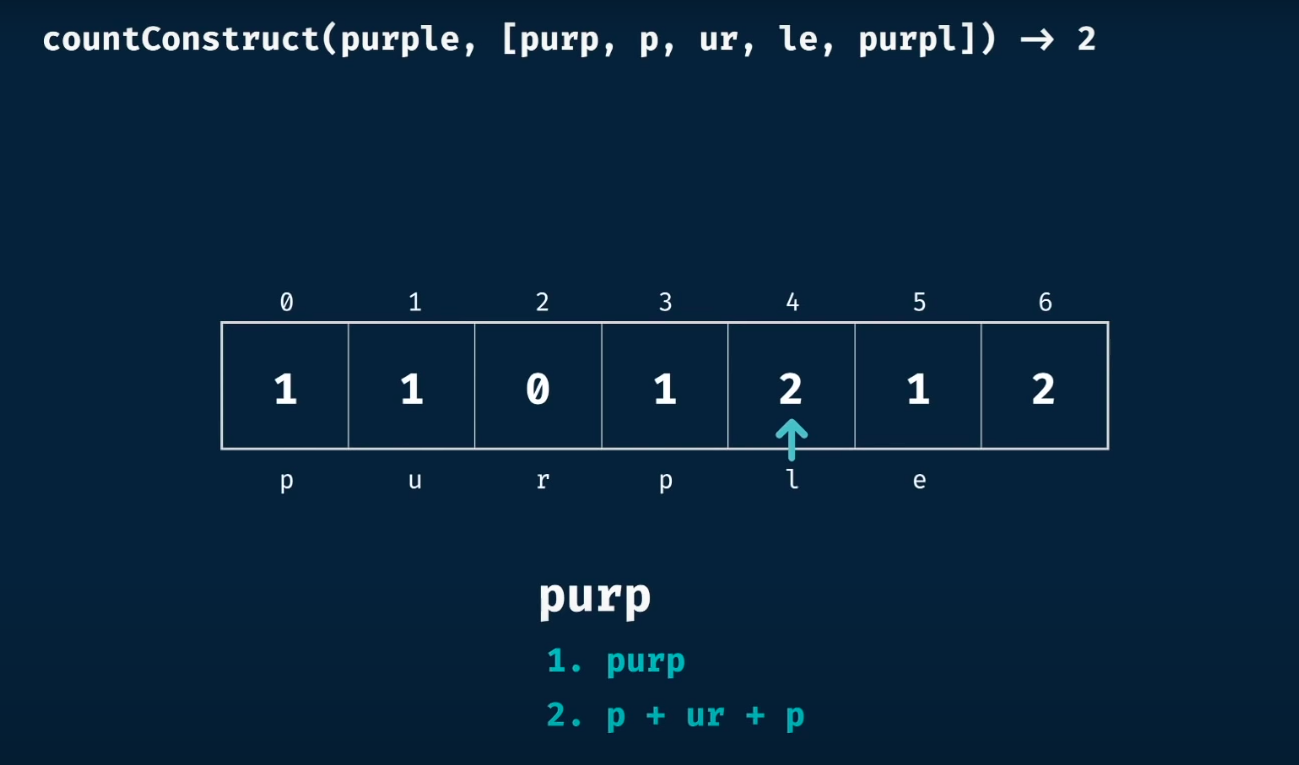 countConstruct(purple, [purp, p, ur, le, purpl]) → 2
0 1 2 3 4 5 6
1 1 0 1 2 1 2
p u r p l e
purp
1. purp
2. p + ur + p